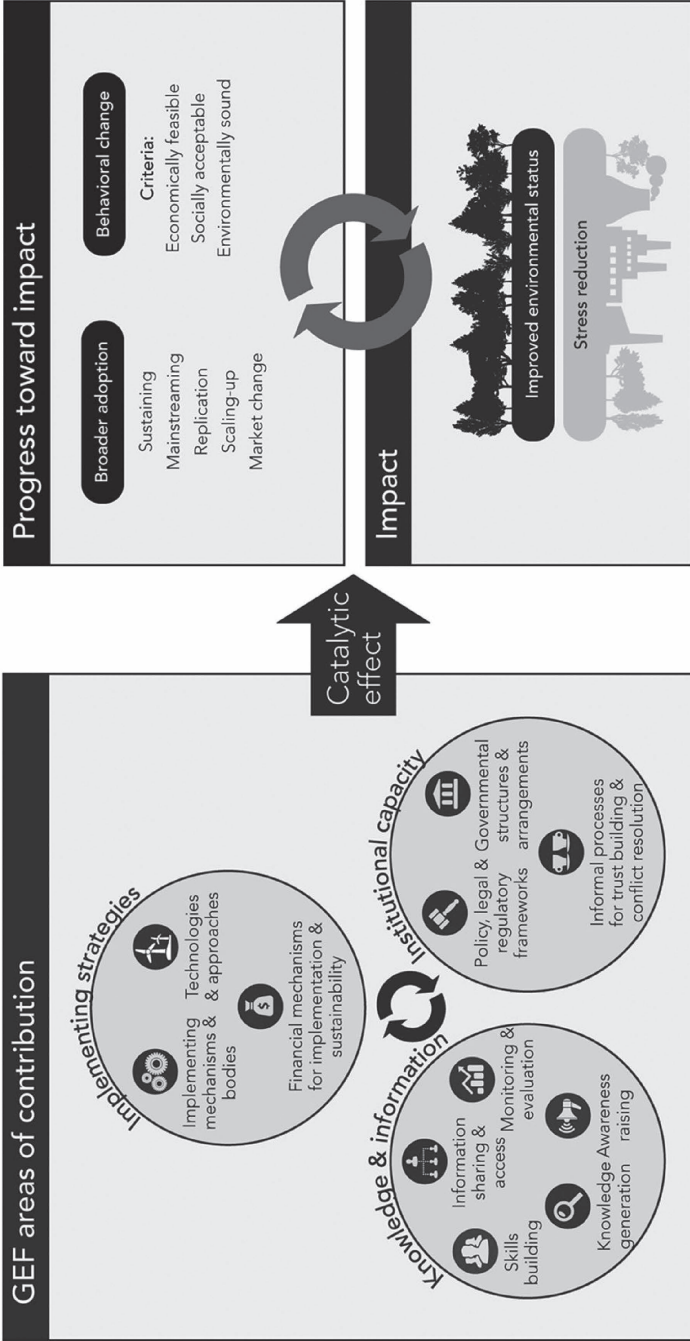 GEF areas of contribution
Implementing strategies
Implementing
mechanisms &
bodies
Technologies
& approaches
Financial mechanisms
for implementation &
sustainability
$
Knowledge & information
Skills
building
Information
sharing &
access
Monitoring &
evaluation
Knowledge
generation
Awareness
raising
Institutional capacity
Policy, legal &
regulatory
frameworks
Governmental
structures &
arrangements
Informal processes
for trust building &
conflict resolution
Catalytic
effect
Progress toward impact
Broader adoption
Sustaining
Mainstreaming
Replication
Scaling-up
Market change
Behavioral change
Criteria:
Economically feasible
Socially acceptable
Environmentally sound
Impact
Improved environmental status
Stress reduction